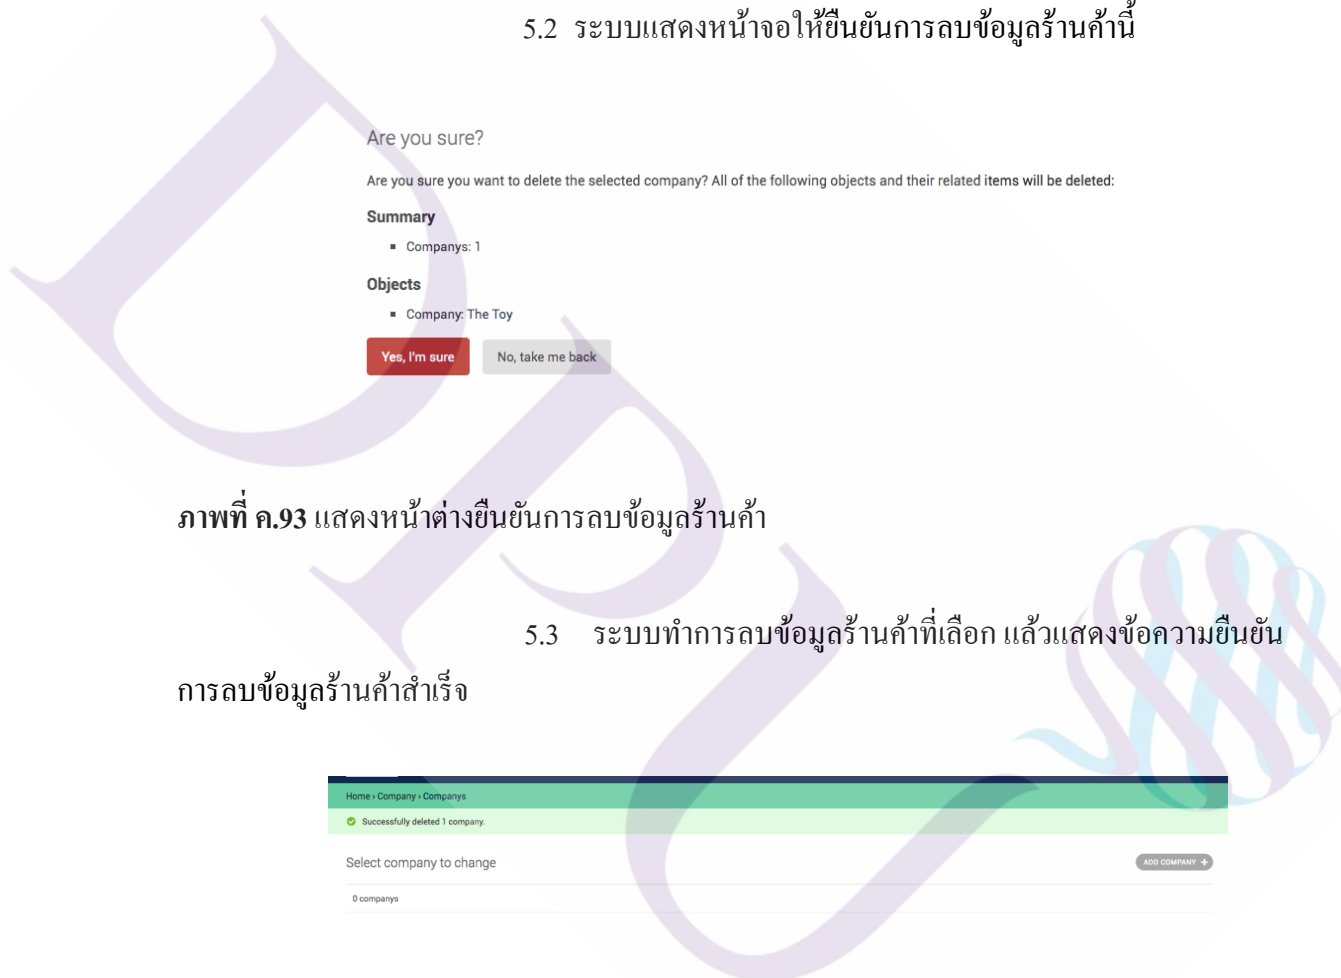 5.2 ระบบแสดงหน้าจอให้ยืนยันการลบข้อมูลร้านค้านี้
Are you sure?
Are you sure you want to delete the selected company? All of the following objects and their related items will be deleted:
Summary
Companys: 1
Objects
Company: The Toy
Yes, I'm sure No, take me back
ภาพที่ ค.93 แสดงหน้าต่างยืนยันการลบข้อมูลร้านค้า
5.3 ระบบทำการลบข้อมูลร้านค้าที่เลือก แล้วแสดงข้อความยืนยัน
การลบข้อมูลร้านค้าสำเร็จ
Home › Company › Companys
Successfully deleted 1 company.
Select company to change ADD COMPANY +
0 companys
DPU